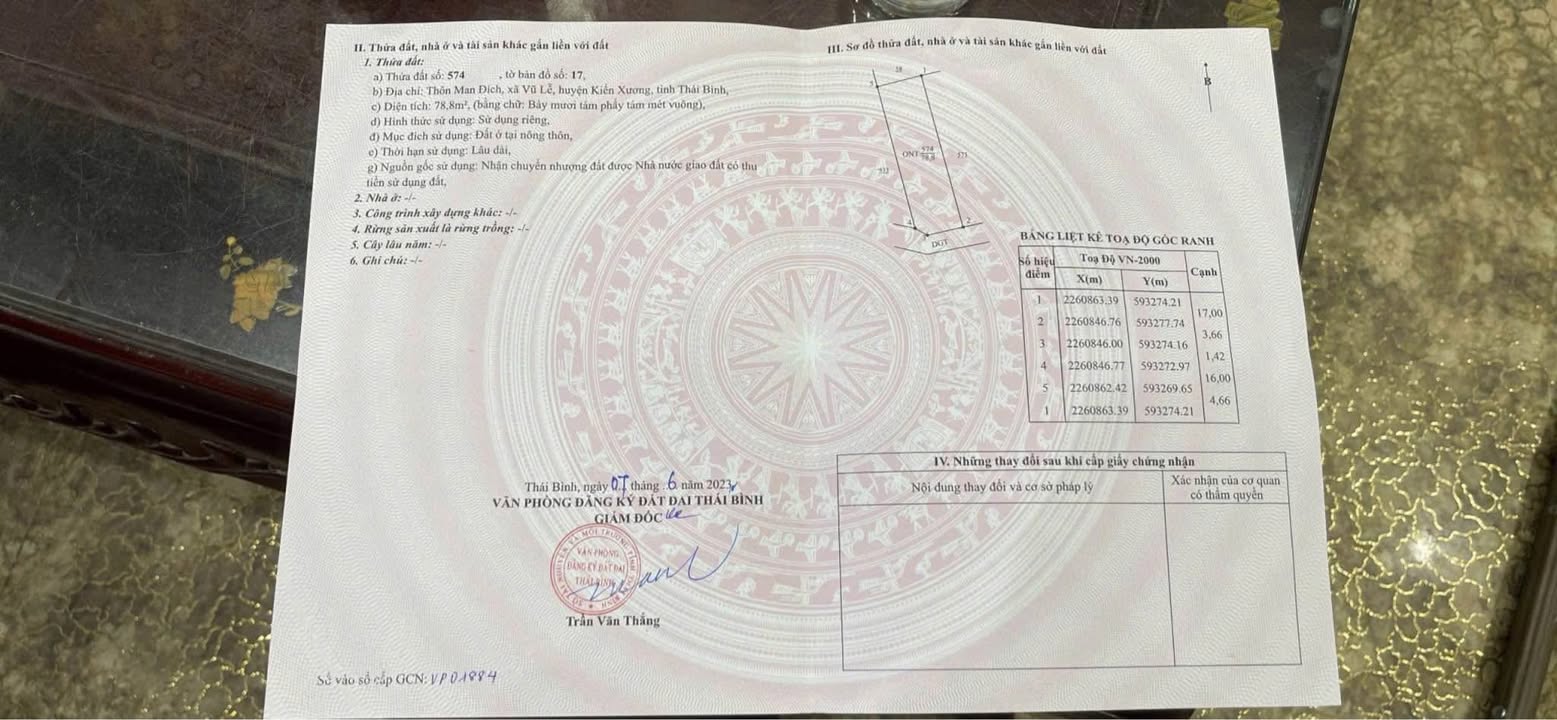 II. Thửa đất, nhà ở và tài sản khác gắn liền với đất
1. Thửa đất:
a) Thửa đất số: 574 , tờ bản đồ số: 17,
b) Địa chỉ: Thôn Man Đích, xã Vũ Lễ, huyện Kiến Xương, tỉnh Thái Bình,
c) Diện tích: 78,8m², (bằng chữ: Bảy mươi tám phẩy tám mét vuông),
d) Hình thức sử dụng: Sử dụng riêng,
đ) Mục đích sử dụng: Đất ở tại nông thôn,
e) Thời hạn sử dụng: Lâu dài,
g) Nguồn gốc sử dụng: Nhận chuyển nhượng đất được Nhà nước giao đất có thu
tiền sử dụng đất,
2. Nhà ở: -/-
3. Công trình xây dựng khác: -/-
4. Rừng sản xuất là rừng trồng: -/-
5. Cây lâu năm: -/-
6. Ghi chú: -/-
Thái Bình, ngày 07 tháng 6 năm 2023
VĂN PHÒNG ĐĂNG KÝ ĐẤT ĐAI THÁI BÌNH
GIÁM ĐỐC
VĂN PHÒNG
ĐĂNG KÝ ĐẤT ĐAI
THÁI BÌNH
Trần Văn Thắng
Số vào sổ cấp GCN: VP01884
III. Sơ đồ thửa đất, nhà ở và tài sản khác gắn liền với đất
B
1
5
ONT 574
78.8
4
2
DGT
BẢNG LIỆT KÊ TOẠ ĐỘ GÓC RANH
Số hiệu điểm Toạ Độ VN-2000 Cạnh
X(m) Y(m)
1 2260863.39 593274.21
17,00
2 2260846.76 593277.74
3,66
3 2260846.00 593274.16
1,42
4 2260846.77 593272.97
16,00
5 2260862.42 593269.65
4,66
1 2260863.39 593274.21
IV. Những thay đổi sau khi cấp giấy chứng nhận
Nội dung thay đổi và cơ sở pháp lý
Xác nhận của cơ quan
có thẩm quyền